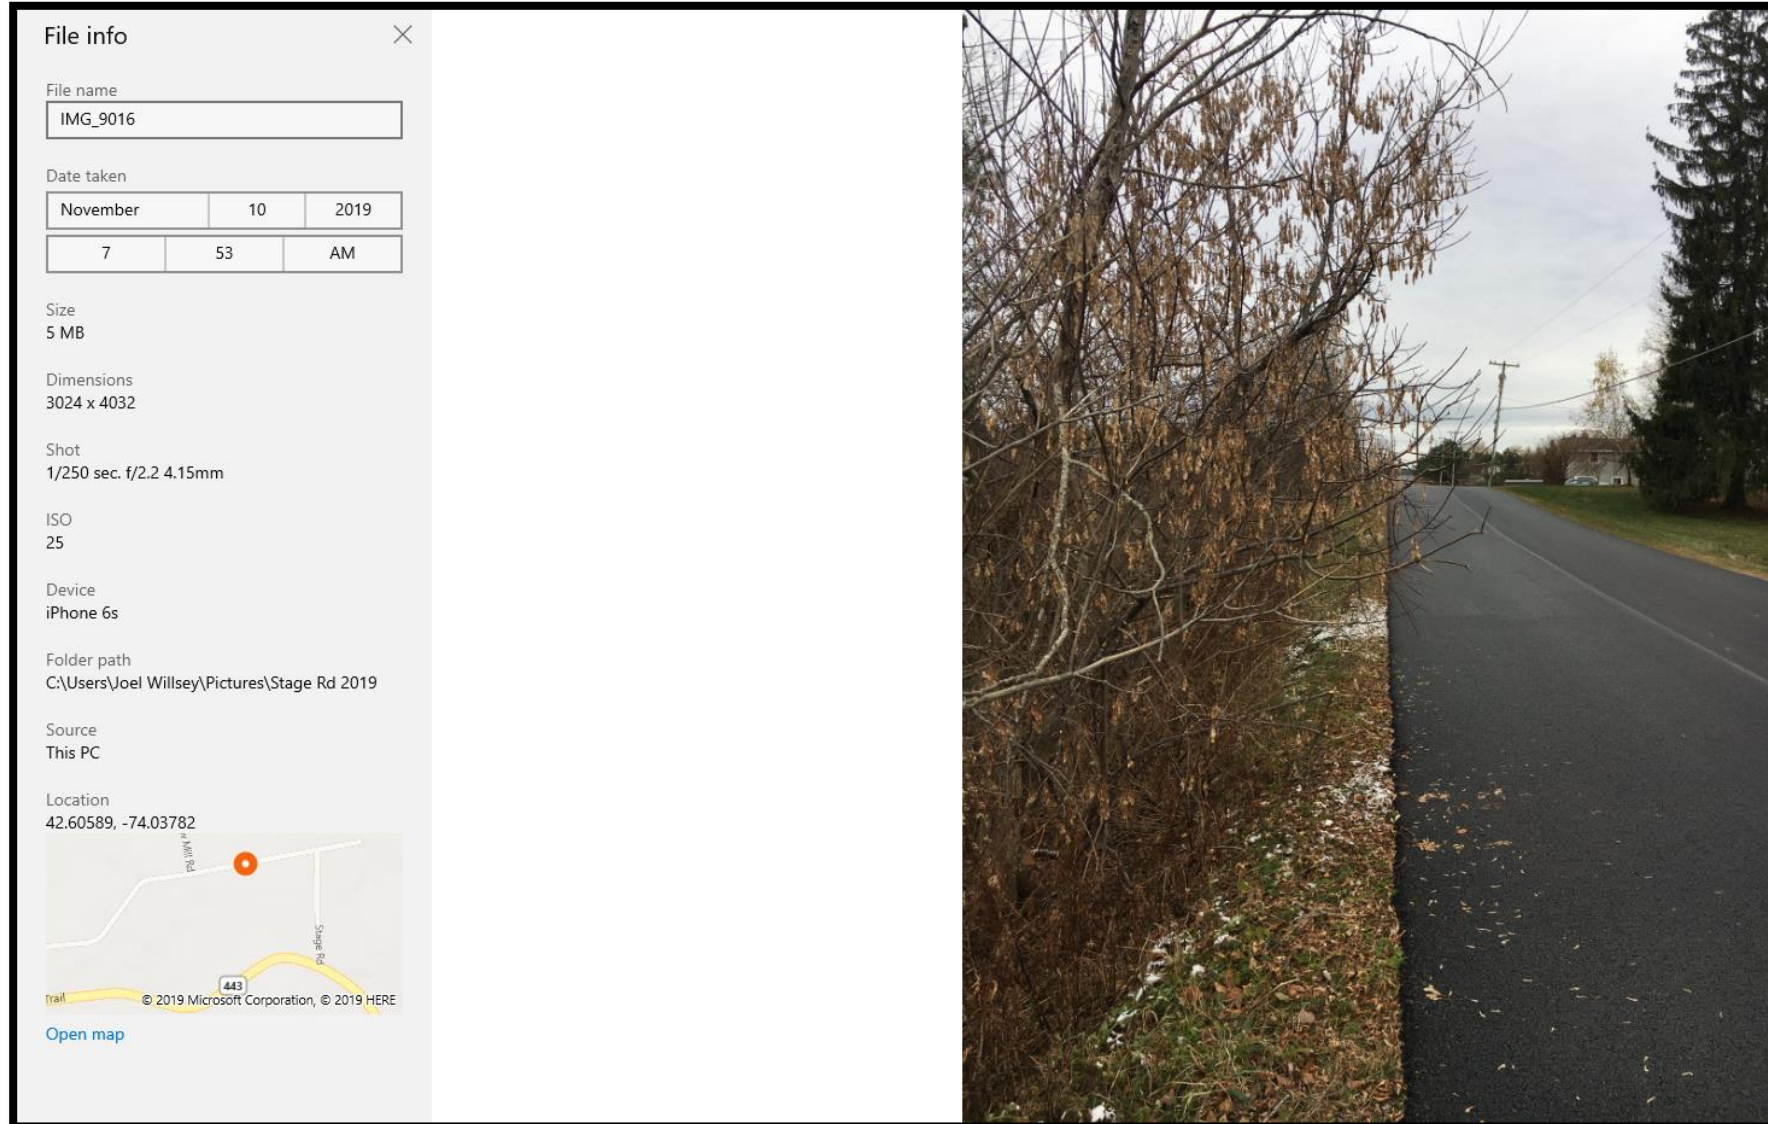 File info
File name
IMG_9016
Date taken
November 10 2019
7 53 AM
Size
5 MB
Dimensions
3024 x 4032
Shot
1/250 sec. f/2.2 4.15mm
ISO
25
Device
iPhone 6s
Folder path
C:\Users\Joel Willsey\Pictures\Stage Rd 2019
Source
This PC
Location
42.60589, -74.03782
Mill Rd
Stage Rd
443
Trail
© 2019 Microsoft Corporation, © 2019 HERE
Open map